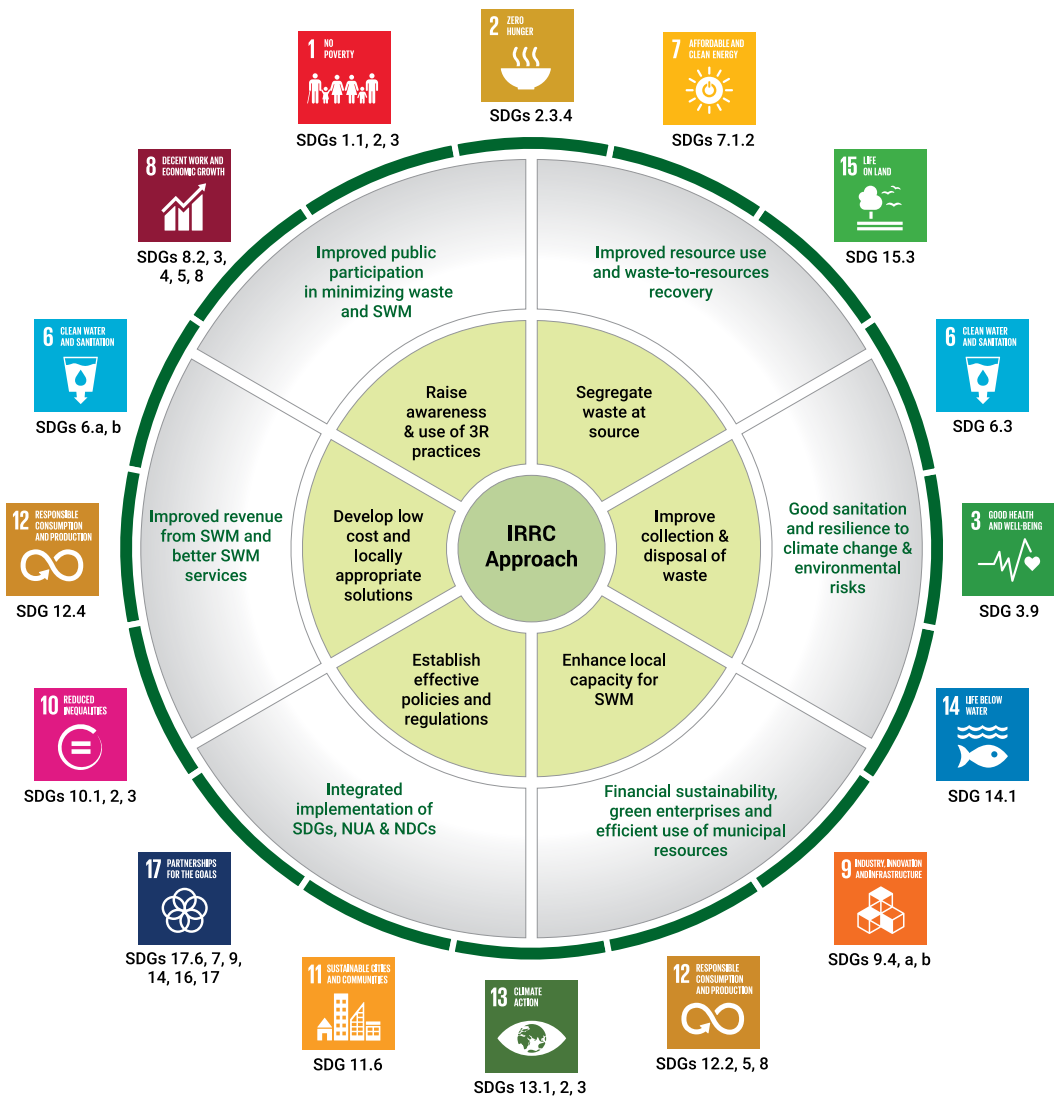 1 NO
POVERTY
SDGs 1.1, 2, 3
2 ZERO
HUNGER
SDGs 2.3.4
7 AFFORDABLE AND
CLEAN ENERGY
SDGs 7.1.2
15 LIFE
ON LAND
SDG 15.3
6 CLEAN WATER
AND SANITATION
SDG 6.3
3 GOOD HEALTH
AND WELL-BEING
SDG 3.9
14 LIFE BELOW
WATER
SDG 14.1
9 INDUSTRY, INNOVATION
AND INFRASTRUCTURE
SDGs 9.4, a, b
12 RESPONSIBLE
CONSUMPTION
AND PRODUCTION
SDGs 12.2, 5, 8
13 CLIMATE
ACTION
SDGs 13.1, 2, 3
11 SUSTAINABLE CITIES
AND COMMUNITIES
SDG 11.6
17 PARTNERSHIPS
FOR THE GOALS
SDGs 17.6, 7, 9,
14, 16, 17
10 REDUCED
INEQUALITIES
SDGs 10.1, 2, 3
12 RESPONSIBLE
CONSUMPTION
AND PRODUCTION
SDG 12.4
6 CLEAN WATER
AND SANITATION
SDGs 6.a, b
8 DECENT WORK AND
ECONOMIC GROWTH
SDGs 8.2, 3,
4, 5, 8
Improved public
participation
in minimizing waste
and SWM
Improved resource use
and waste-to-resources
recovery
Good sanitation
and resilience to
climate change &
environmental
risks
Financial sustainability,
green enterprises and
efficient use of municipal
resources
Integrated
implementation of
SDGs, NUA & NDCs
Improved revenue
from SWM and
better SWM
services
Raise
awareness
& use of 3R
practices
Segregate
waste at
source
Improve
collection &
disposal of
waste
Enhance local
capacity for
SWM
Establish
effective
policies and
regulations
Develop low
cost and
locally
appropriate
solutions
IRRC
Approach